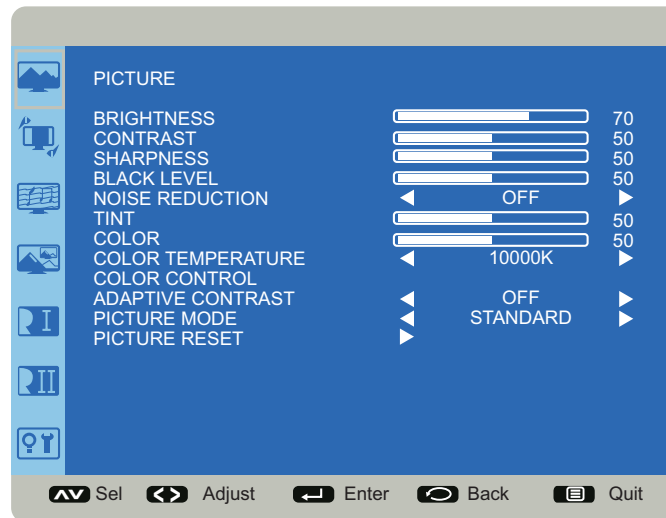 PICTURE
BRIGHTNESS 70
CONTRAST 50
SHARPNESS 50
BLACK LEVEL 50
NOISE REDUCTION OFF
TINT 50
COLOR 50
COLOR TEMPERATURE 10000K
COLOR CONTROL
ADAPTIVE CONTRAST OFF
PICTURE MODE STANDARD
PICTURE RESET
I
II
Sel Adjust Enter Back Quit